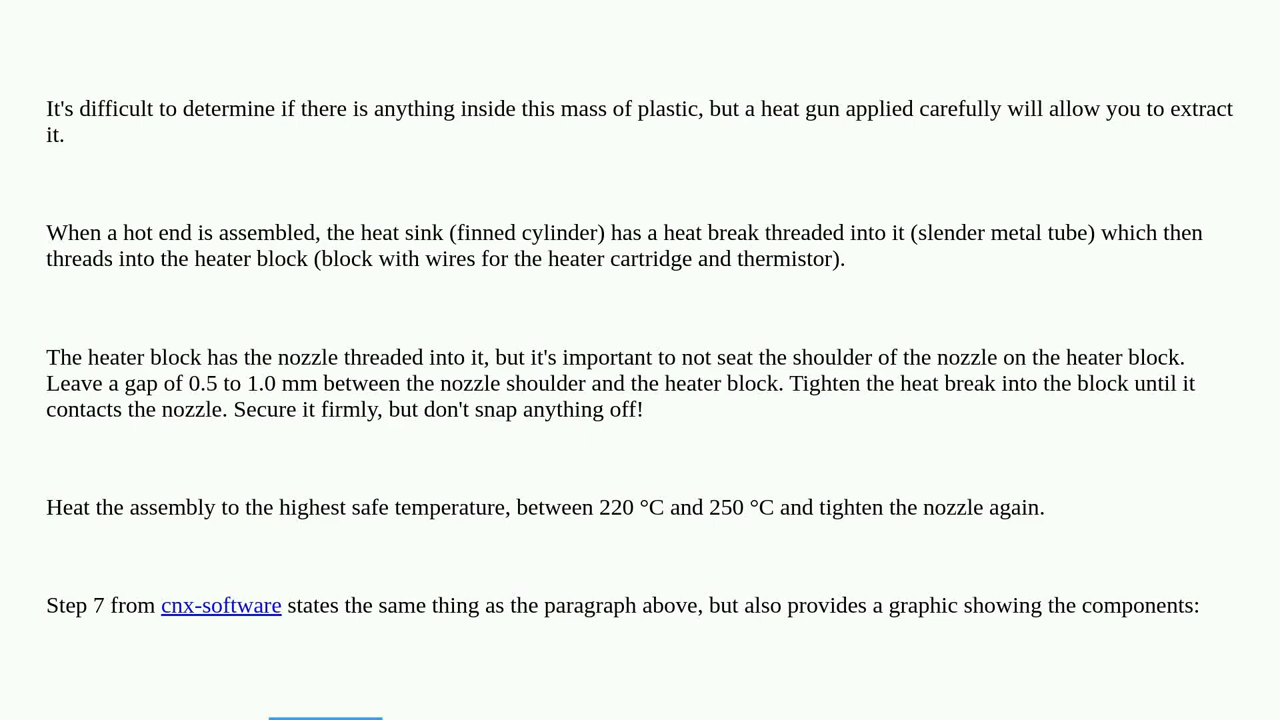 It's difficult to determine if there is anything inside this mass of plastic, but a heat gun applied carefully will allow you to extract
it.
When a hot end is assembled, the heat sink (finned cylinder) has a heat break threaded into it (slender metal tube) which then
threads into the heater block (block with wires for the heater cartridge and thermistor).
The heater block has the nozzle threaded into it, but it's important to not seat the shoulder of the nozzle on the heater block.
Leave a gap of 0.5 to 1.0 mm between the nozzle shoulder and the heater block. Tighten the heat break into the block until it
contacts the nozzle. Secure it firmly, but don't snap anything off!
Heat the assembly to the highest safe temperature, between 220 °C and 250 °C and tighten the nozzle again.
Step 7 from cnx-software states the same thing as the paragraph above, but also provides a graphic showing the components: